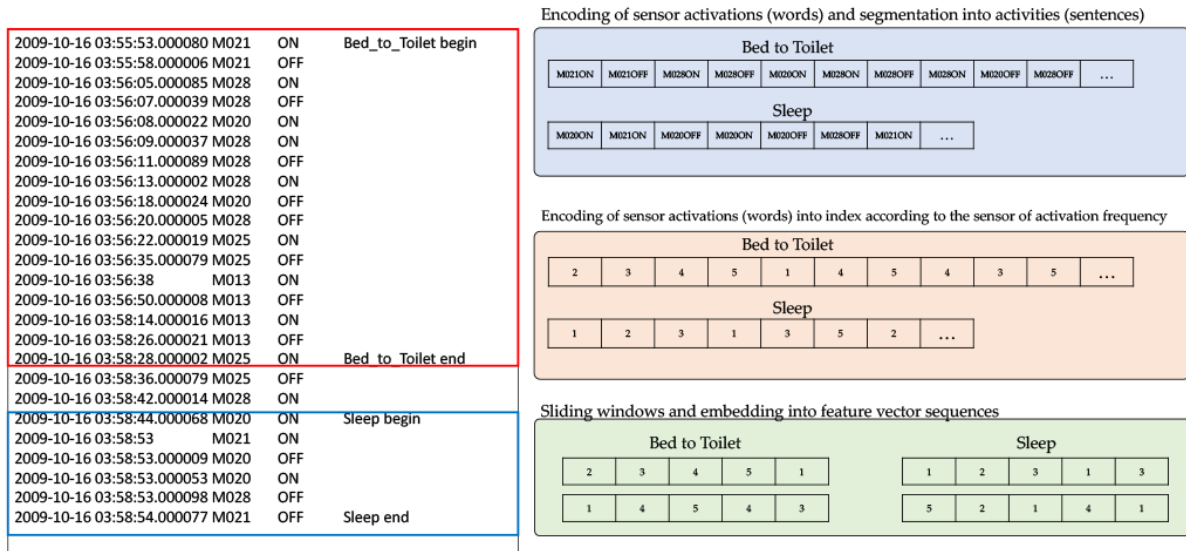 2009-10-16 03:55:53.000080 M021 ON Bed_to_Toilet begin
2009-10-16 03:55:58.000006 M021 OFF
2009-10-16 03:56:05.000085 M028 ON
2009-10-16 03:56:07.000039 M028 OFF
2009-10-16 03:56:08.000022 M020 ON
2009-10-16 03:56:09.000037 M028 ON
2009-10-16 03:56:11.000089 M028 OFF
2009-10-16 03:56:13.000002 M028 ON
2009-10-16 03:56:18.000024 M020 OFF
2009-10-16 03:56:20.000005 M028 OFF
2009-10-16 03:56:22.000019 M025 ON
2009-10-16 03:56:35.000079 M025 OFF
2009-10-16 03:56:38 M013 ON
2009-10-16 03:56:50.000008 M013 OFF
2009-10-16 03:58:14.000016 M013 ON
2009-10-16 03:58:26.000021 M013 OFF
2009-10-16 03:58:28.000002 M025 ON Bed_to_Toilet end
2009-10-16 03:58:36.000079 M025 OFF
2009-10-16 03:58:42.000014 M028 ON
2009-10-16 03:58:44.000068 M020 ON Sleep begin
2009-10-16 03:58:53 M021 ON
2009-10-16 03:58:53.000009 M020 OFF
2009-10-16 03:58:53.000053 M020 ON
2009-10-16 03:58:53.000098 M028 OFF
2009-10-16 03:58:54.000077 M021 OFF Sleep end
Encoding of sensor activations (words) and segmentation into activities (sentences)
Bed to Toilet
M021ON M021OFF M028ON M028OFF M020ON M028ON M028OFF M028ON M020OFF M028OFF ...
Sleep
M020ON M021ON M020OFF M020ON M020OFF M028OFF M021ON ...
Encoding of sensor activations (words) into index according to the sensor of activation frequency
Bed to Toilet
2 3 4 5 1 4 5 4 3 5 ...
Sleep
1 2 3 1 3 5 2 ...
Sliding windows and embedding into feature vector sequences
Bed to Toilet Sleep
2 3 4 5 1 1 2 3 1 3
1 4 5 4 3 5 2 1 4 1